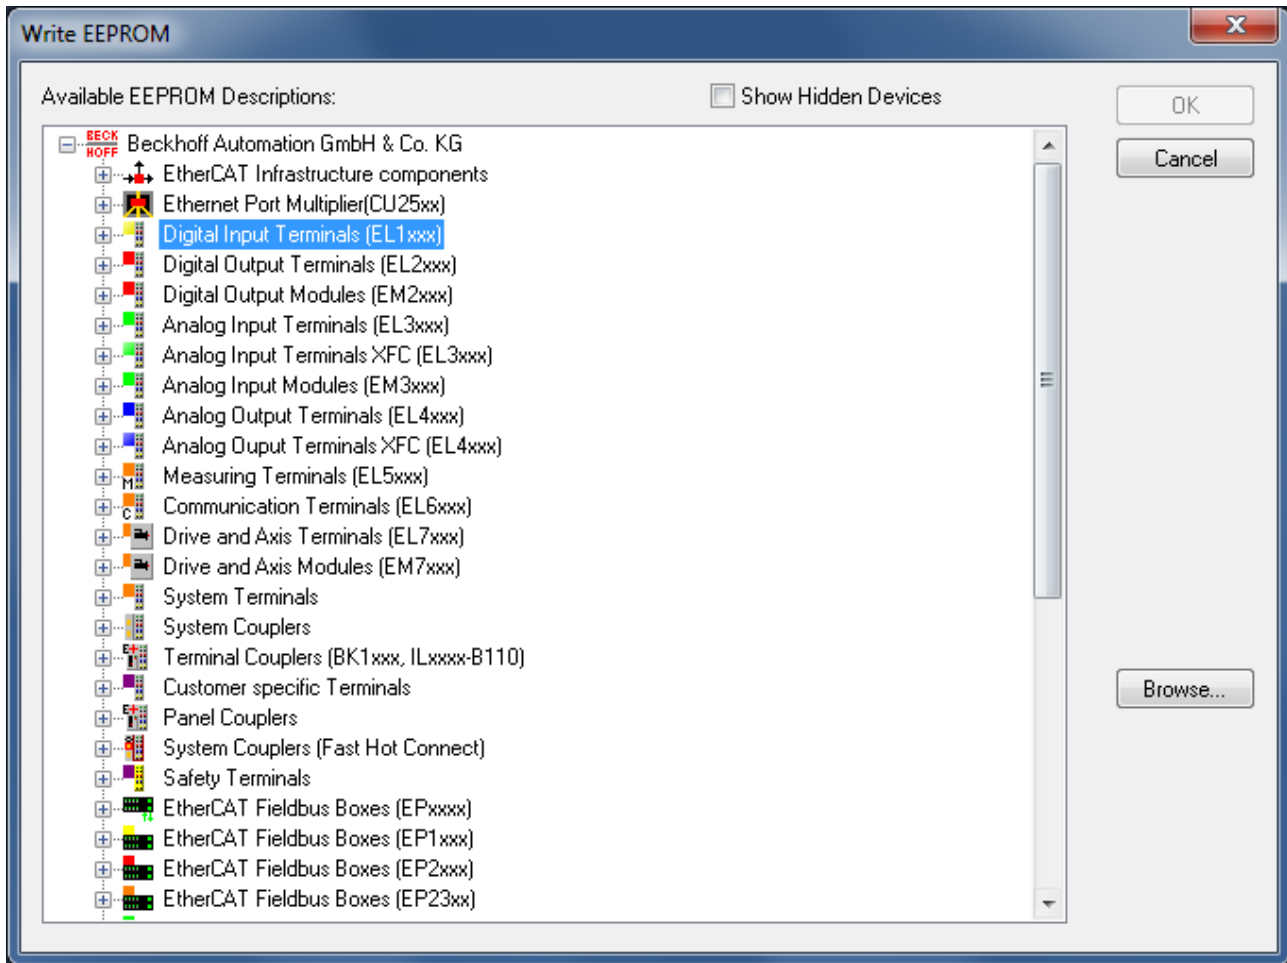 Write EEPROM
Available EEPROM Descriptions:
Show Hidden Devices
OK
Cancel
BECK
HOFF
Beckhoff Automation GmbH & Co. KG
EtherCAT Infrastructure components
Ethernet Port Multiplier(CU25xx)
Digital Input Terminals (EL1xxx)
Digital Output Terminals (EL2xxx)
Digital Output Modules (EM2xxx)
Analog Input Terminals (EL3xxx)
Analog Input Terminals XFC (EL3xxx)
Analog Input Modules (EM3xxx)
Analog Output Terminals (EL4xxx)
Analog Ouput Terminals XFC (EL4xxx)
M Measuring Terminals (EL5xxx)
C Communication Terminals (EL6xxx)
Drive and Axis Terminals (EL7xxx)
Drive and Axis Modules (EM7xxx)
System Terminals
System Couplers
Terminal Couplers (BK1xxx, ILxxxx-B110)
Customer specific Terminals
Panel Couplers
System Couplers (Fast Hot Connect)
Safety Terminals
EtherCAT Fieldbus Boxes (EPxxxx)
EtherCAT Fieldbus Boxes (EP1xxx)
EtherCAT Fieldbus Boxes (EP2xxx)
EtherCAT Fieldbus Boxes (EP23xx)
Browse...